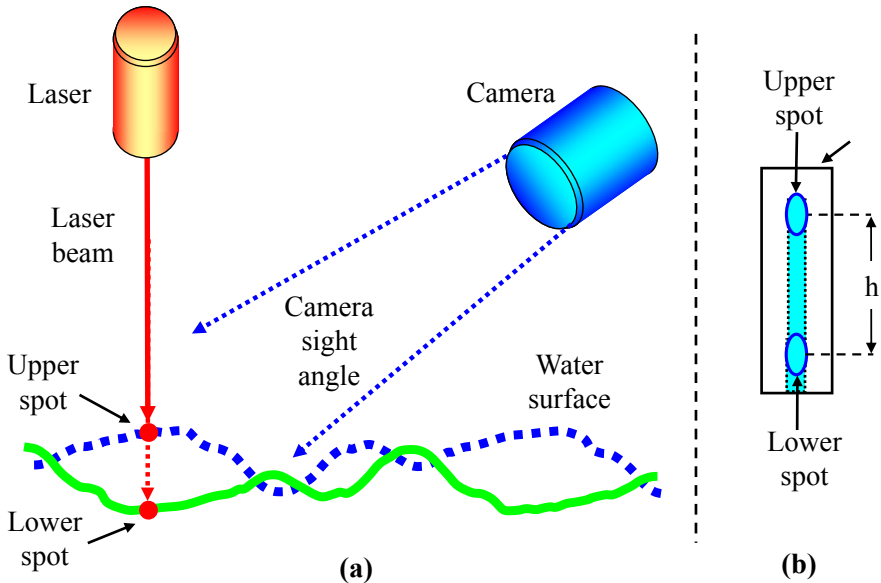 Laser
Camera
Laser
beam
Camera
sight
angle
Upper
spot
Water
surface
Lower
spot
(a)
Upper
spot
h
Lower
spot
(b)